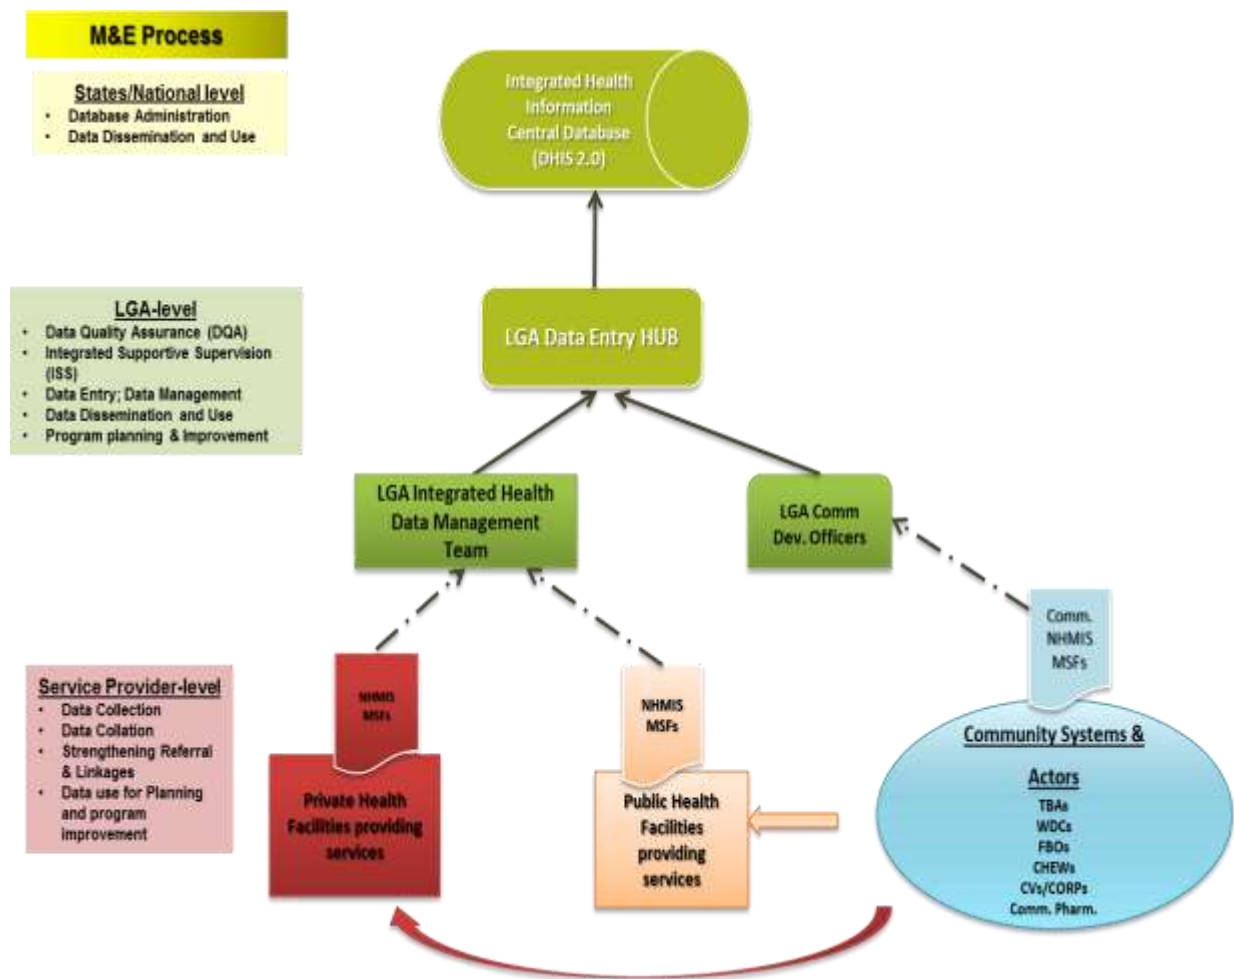 M&E Process
States/National level
• Database Administration
• Data Dissemination and Use
Integrated Health
Information
Central Database
(DHIS 2.0)
LGA-level
• Data Quality Assurance (DQA)
• Integrated Supportive Supervision
(ISS)
• Data Entry; Data Management
• Data Dissemination and Use
• Program planning & Improvement
LGA Data Entry HUB
LGA Integrated Health
Data Management
Team
LGA Comm
Dev. Officers
Comm.
NHMIS
MSFs
Service Provider-level
• Data Collection
• Data Collation
• Strengthening Referral
& Linkages
• Data use for Planning
and program
improvement
NHMIS
MSFs
Private Health
Facilities providing
services
NHMIS
MSFs
Public Health
Facilities
providing
services
Community Systems &
Actors
TBAs
WDCs
FBOs
CHEWs
CVs/CORPs
Comm. Pharm.